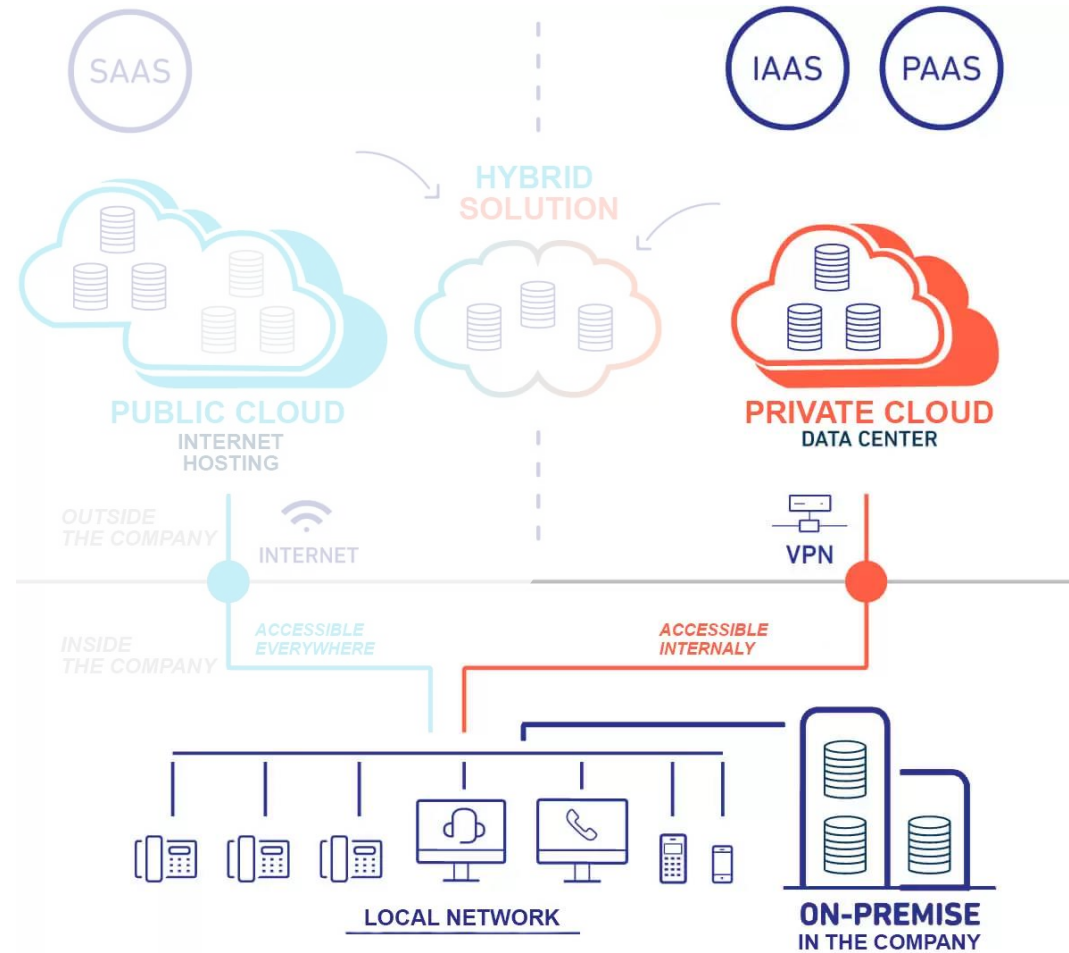 SAAS
IAAS
PAAS
HYBRID
SOLUTION
PUBLIC CLOUD
INTERNET
HOSTING
PRIVATE CLOUD
DATA CENTER
OUTSIDE
THE COMPANY
INTERNET
VPN
INSIDE
THE COMPANY
ACCESSIBLE
EVERYWHERE
ACCESSIBLE
INTERNALY
LOCAL NETWORK
ON-PREMISE
IN THE COMPANY